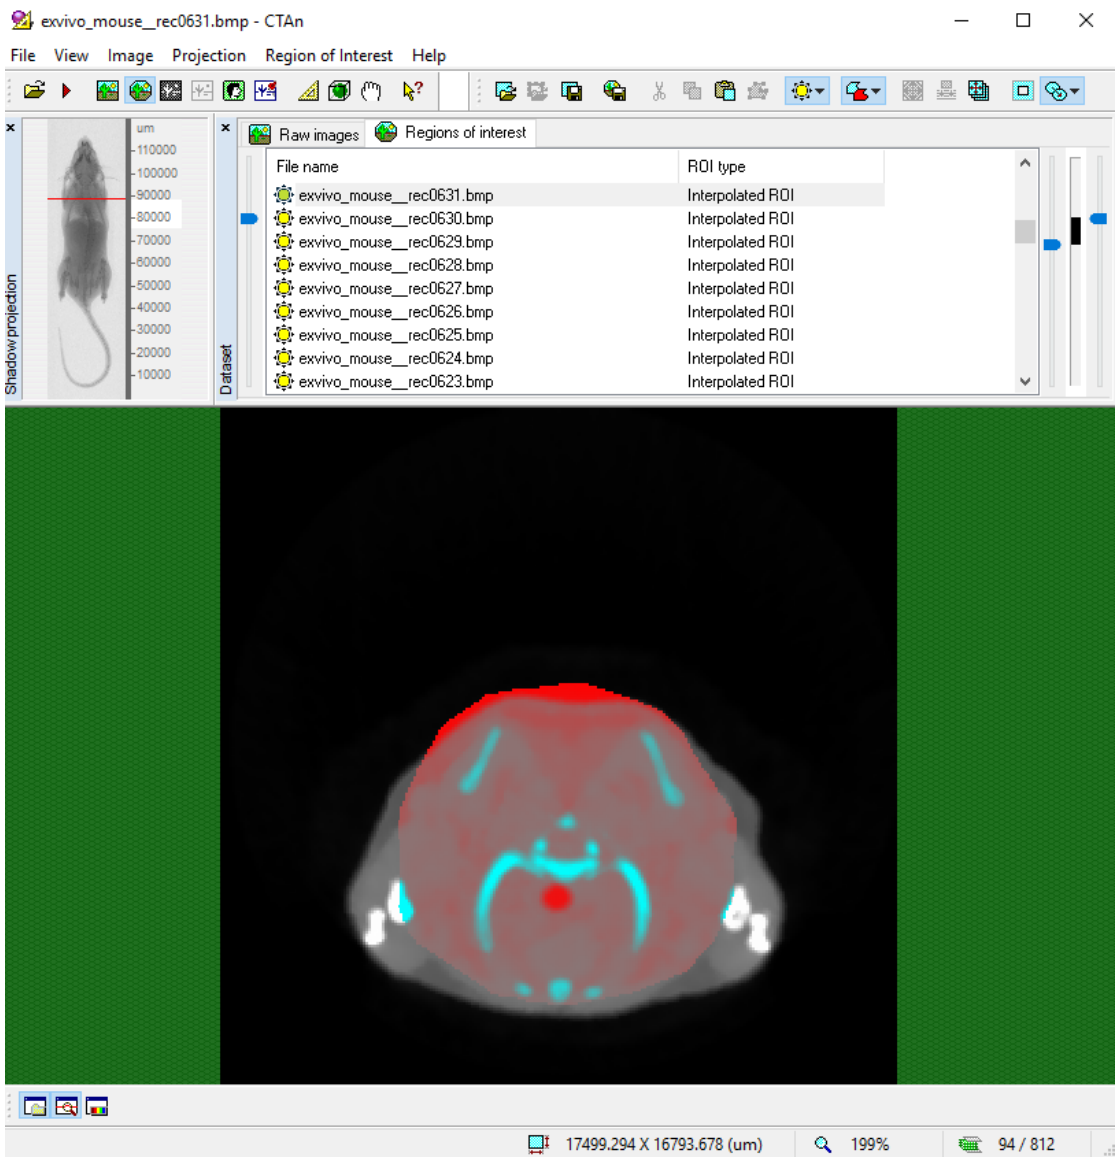 exvivo_mouse__rec0631.bmp - CTAn
File View Image Projection Region of Interest Help
Shadow projection
um
110000
100000
90000
80000
70000
60000
50000
40000
30000
20000
10000
Dataset
Raw images Regions of interest
File name ROI type
exvivo_mouse__rec0631.bmp Interpolated ROI
exvivo_mouse__rec0630.bmp Interpolated ROI
exvivo_mouse__rec0629.bmp Interpolated ROI
exvivo_mouse__rec0628.bmp Interpolated ROI
exvivo_mouse__rec0627.bmp Interpolated ROI
exvivo_mouse__rec0626.bmp Interpolated ROI
exvivo_mouse__rec0625.bmp Interpolated ROI
exvivo_mouse__rec0624.bmp Interpolated ROI
exvivo_mouse__rec0623.bmp Interpolated ROI
17499.294 X 16793.678 (um) 199% 94 / 812